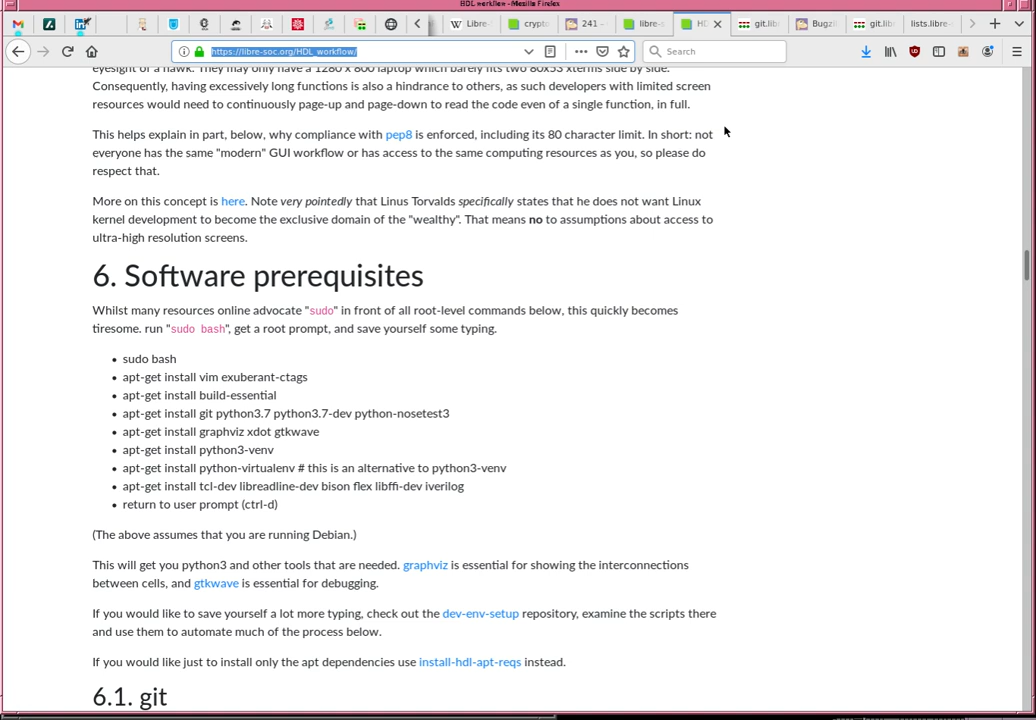 HDL workflow - Mozilla Firefox
Libre-
crypto
241 -
libre-s
HD
git.lib
Bugzi
git.lib
lists.libre-
https://libre-soc.org/HDL_workflow/
Search
eyesight of a hawk. They may only have a 1280 x 800 laptop which barely fits two 80x53 xterms side by side.
Consequently, having excessively long functions is also a hindrance to others, as such developers with limited screen
resources would need to continuously page-up and page-down to read the code even of a single function, in full.
This helps explain in part, below, why compliance with pep8 is enforced, including its 80 character limit. In short: not
everyone has the same "modern" GUI workflow or has access to the same computing resources as you, so please do
respect that.
More on this concept is here. Note very pointedly that Linus Torvalds specifically states that he does not want Linux
kernel development to become the exclusive domain of the "wealthy". That means no to assumptions about access to
ultra-high resolution screens.
6. Software prerequisites
Whilst many resources online advocate "sudo" in front of all root-level commands below, this quickly becomes
tiresome. run "sudo bash", get a root prompt, and save yourself some typing.
• sudo bash
• apt-get install vim exuberant-ctags
• apt-get install build-essential
• apt-get install git python3.7 python3.7-dev python-nosetest3
• apt-get install graphviz xdot gtkwave
• apt-get install python3-venv
• apt-get install python-virtualenv # this is an alternative to python3-venv
• apt-get install tcl-dev libreadline-dev bison flex libffi-dev iverilog
• return to user prompt (ctrl-d)
(The above assumes that you are running Debian.)
This will get you python3 and other tools that are needed. graphviz is essential for showing the interconnections
between cells, and gtkwave is essential for debugging.
If you would like to save yourself a lot more typing, check out the dev-env-setup repository, examine the scripts there
and use them to automate much of the process below.
If you would like just to install only the apt dependencies use install-hdl-apt-reqs instead.
6.1. git